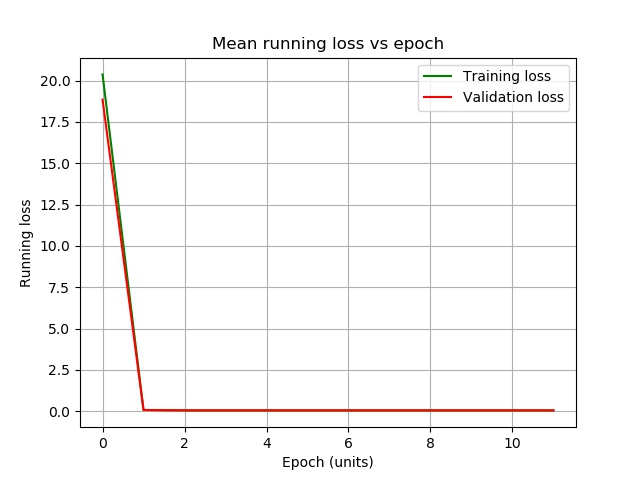 Mean running loss vs epoch
Training loss
Validation loss
20.0
17.5
15.0
12.5
10.0
7.5
5.0
2.5
0.0
Running loss
0 2 4 6 8 10
Epoch (units)